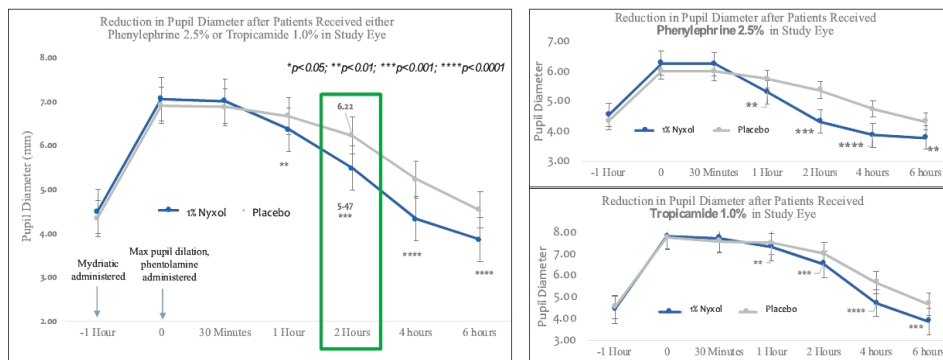 Reduction in Pupil Diameter after Patients Received either
Phenylephrine 2.5% or Tropicamide 1.0% in Study Eye
*p<0.05; **p<0.01; ***p<0.001; ****p<0.0001
Pupil Diameter (mm)
8.00
7.00
6.00
5.00
4.00
3.00
2.00
6.22
**
5-47
***
****
****
1% Nyxol
Placebo
Mydriatic
administered
Max pupil dilation,
phentolamine
administered
-1 Hour
0
30 Minutes
1 Hour
2 Hours
4 hours
6 hours
Reduction in Pupil Diameter after Patients Received
Phenylephrine 2.5% in Study Eye
Pupil Diameter
7.00
6.00
5.00
4.00
3.00
**
***
****
**
1% Nyxol
Placebo
-1 Hour
0
30 Minutes
1 Hour
2 Hours
4 hours
6 hours
Reduction in Pupil Diameter after Patients Received
Tropicamide 1.0% in Study Eye
Pupil Diameter
8.00
7.00
6.00
5.00
4.00
3.00
**
***
****
***
1% Nyxol
Placebo
-1 Hour
0
30 Minutes
1 Hour
2 Hours
4 hours
6 hours